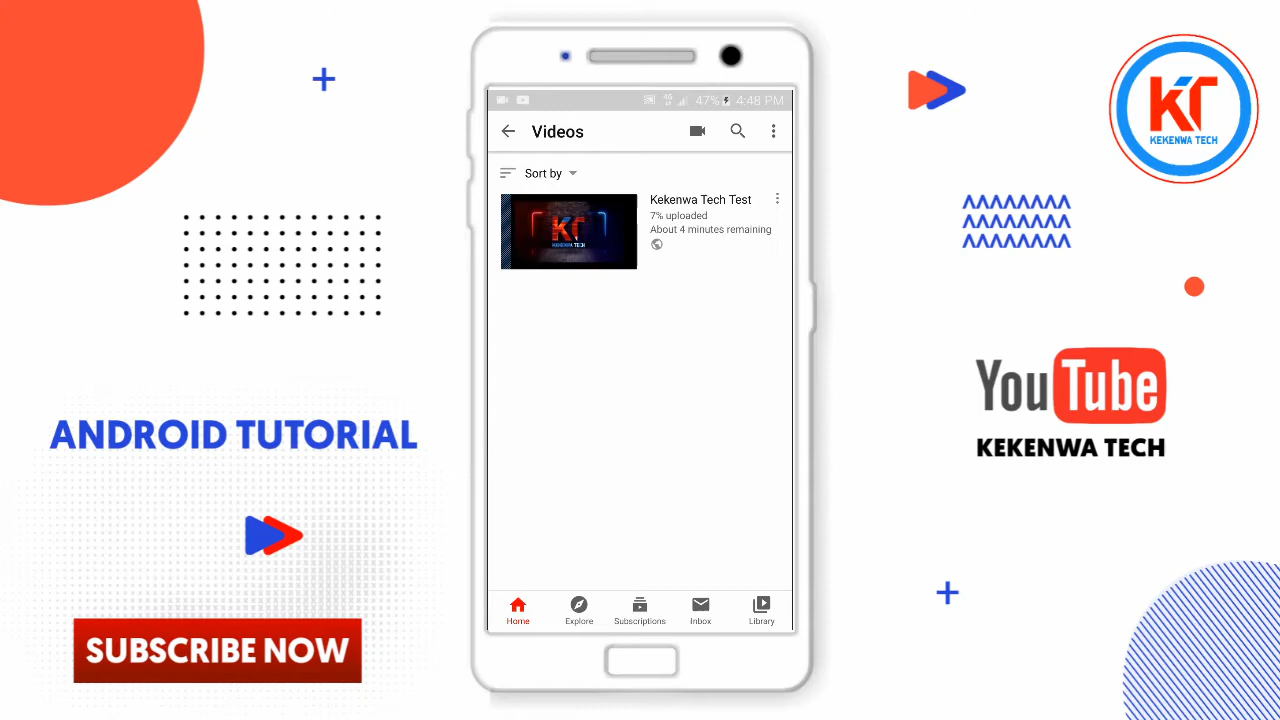 4G 47% 4:48 PM
Videos
Sort by
Kekenwa Tech Test
7% uploaded
About 4 minutes remaining
KT
KEKENWA TECH
Home
Explore
Subscriptions
Inbox
Library
ANDROID TUTORIAL
SUBSCRIBE NOW
KT
KEKENWA TECH
YouTube
KEKENWA TECH